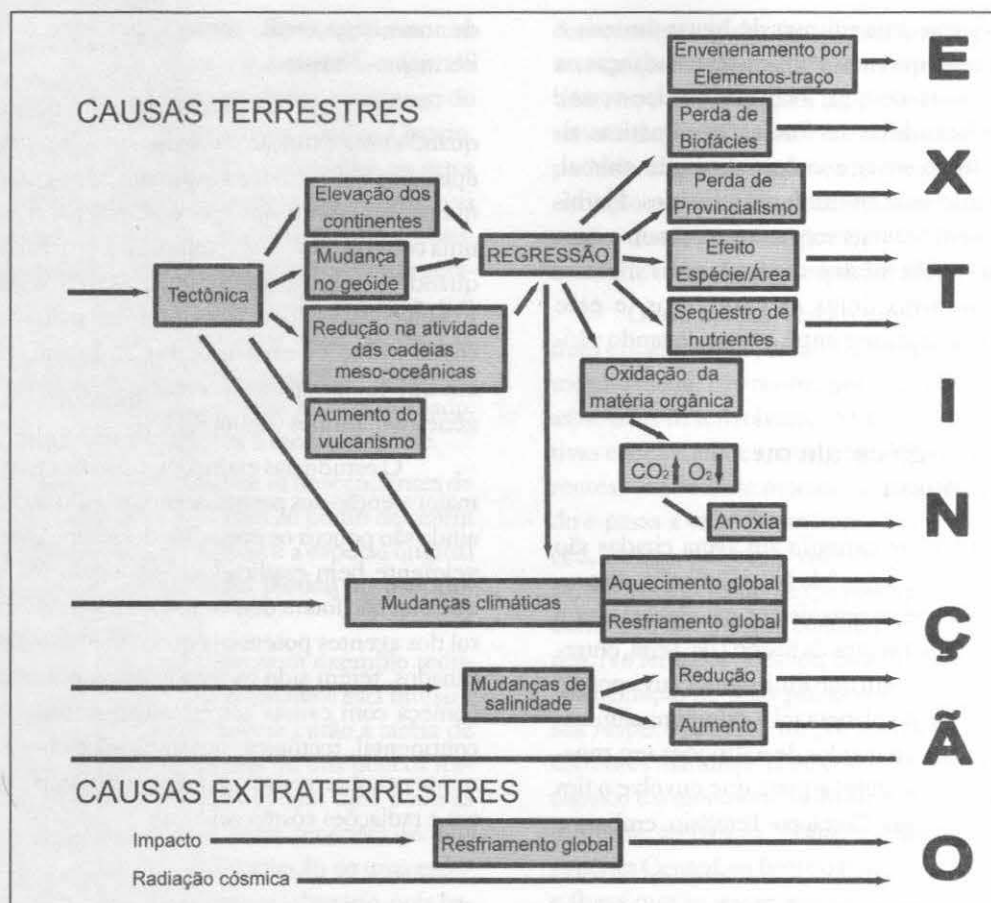 CAUSAS TERRESTRES
Tectônica
Elevação dos
continentes
Mudança
no geóide
Redução na atividade
das cadeias
meso-oceânicas
Aumento do
vulcanismo
REGRESSÃO
Envenenamento por
Elementos-traço
Perda de
Biofácies
Perda de
Provincialismo
Efeito
Espécie/Área
Seqüestro de
nutrientes
Oxidação da
matéria orgânica
CO₂↑ O₂↓
Anoxia
Mudanças climáticas
Aquecimento global
Resfriamento global
Mudanças de
salinidade
Redução
Aumento
CAUSAS EXTRATERRESTRES
Impacto
Resfriamento global
Radiação cósmica
E
X
T
I
N
Ç
Ã
O